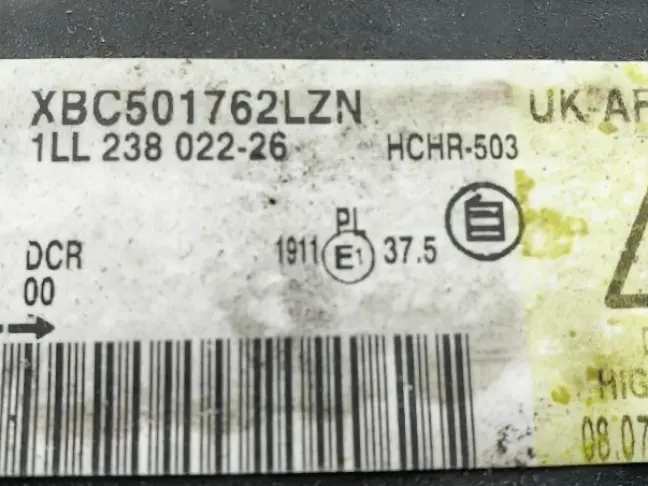 XBC501762LZN
UK-AF
1LL 238 022-26
HCHR-503
自
PL
1911 E1 37.5
DCR
00
HIG
08.07